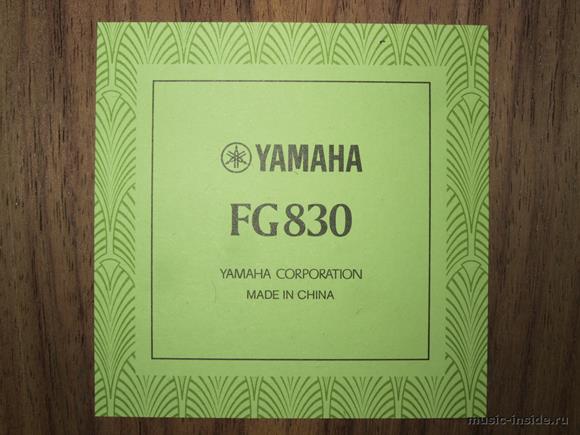 YAMAHA
FG830
YAMAHA CORPORATION
MADE IN CHINA
music-inside.ru